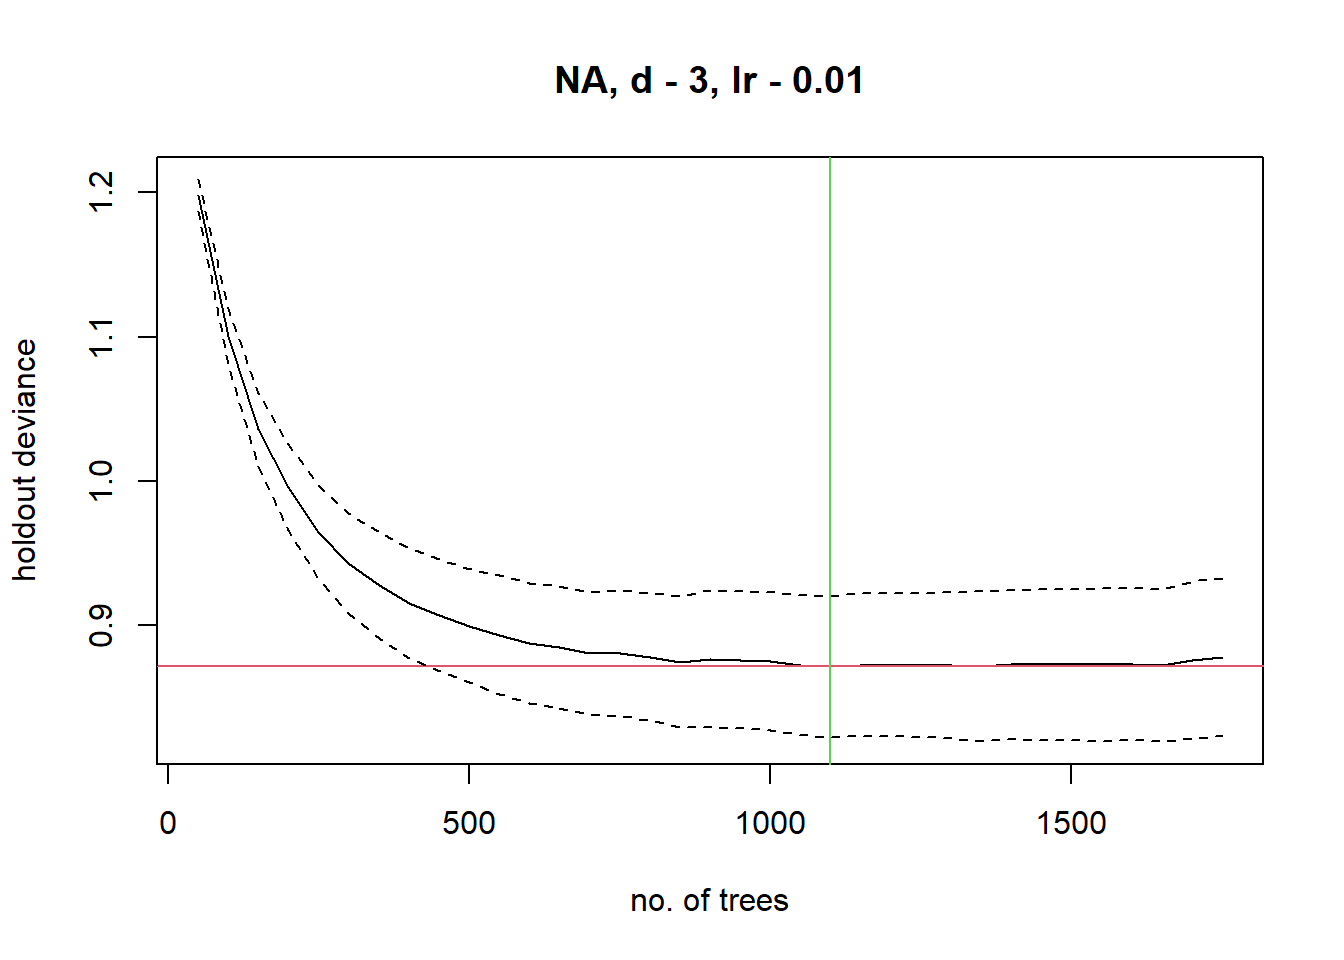 NA, d - 3, lr - 0.01
holdout deviance
1.2
1.1
1.0
0.9
0
500
1000
1500
no. of trees